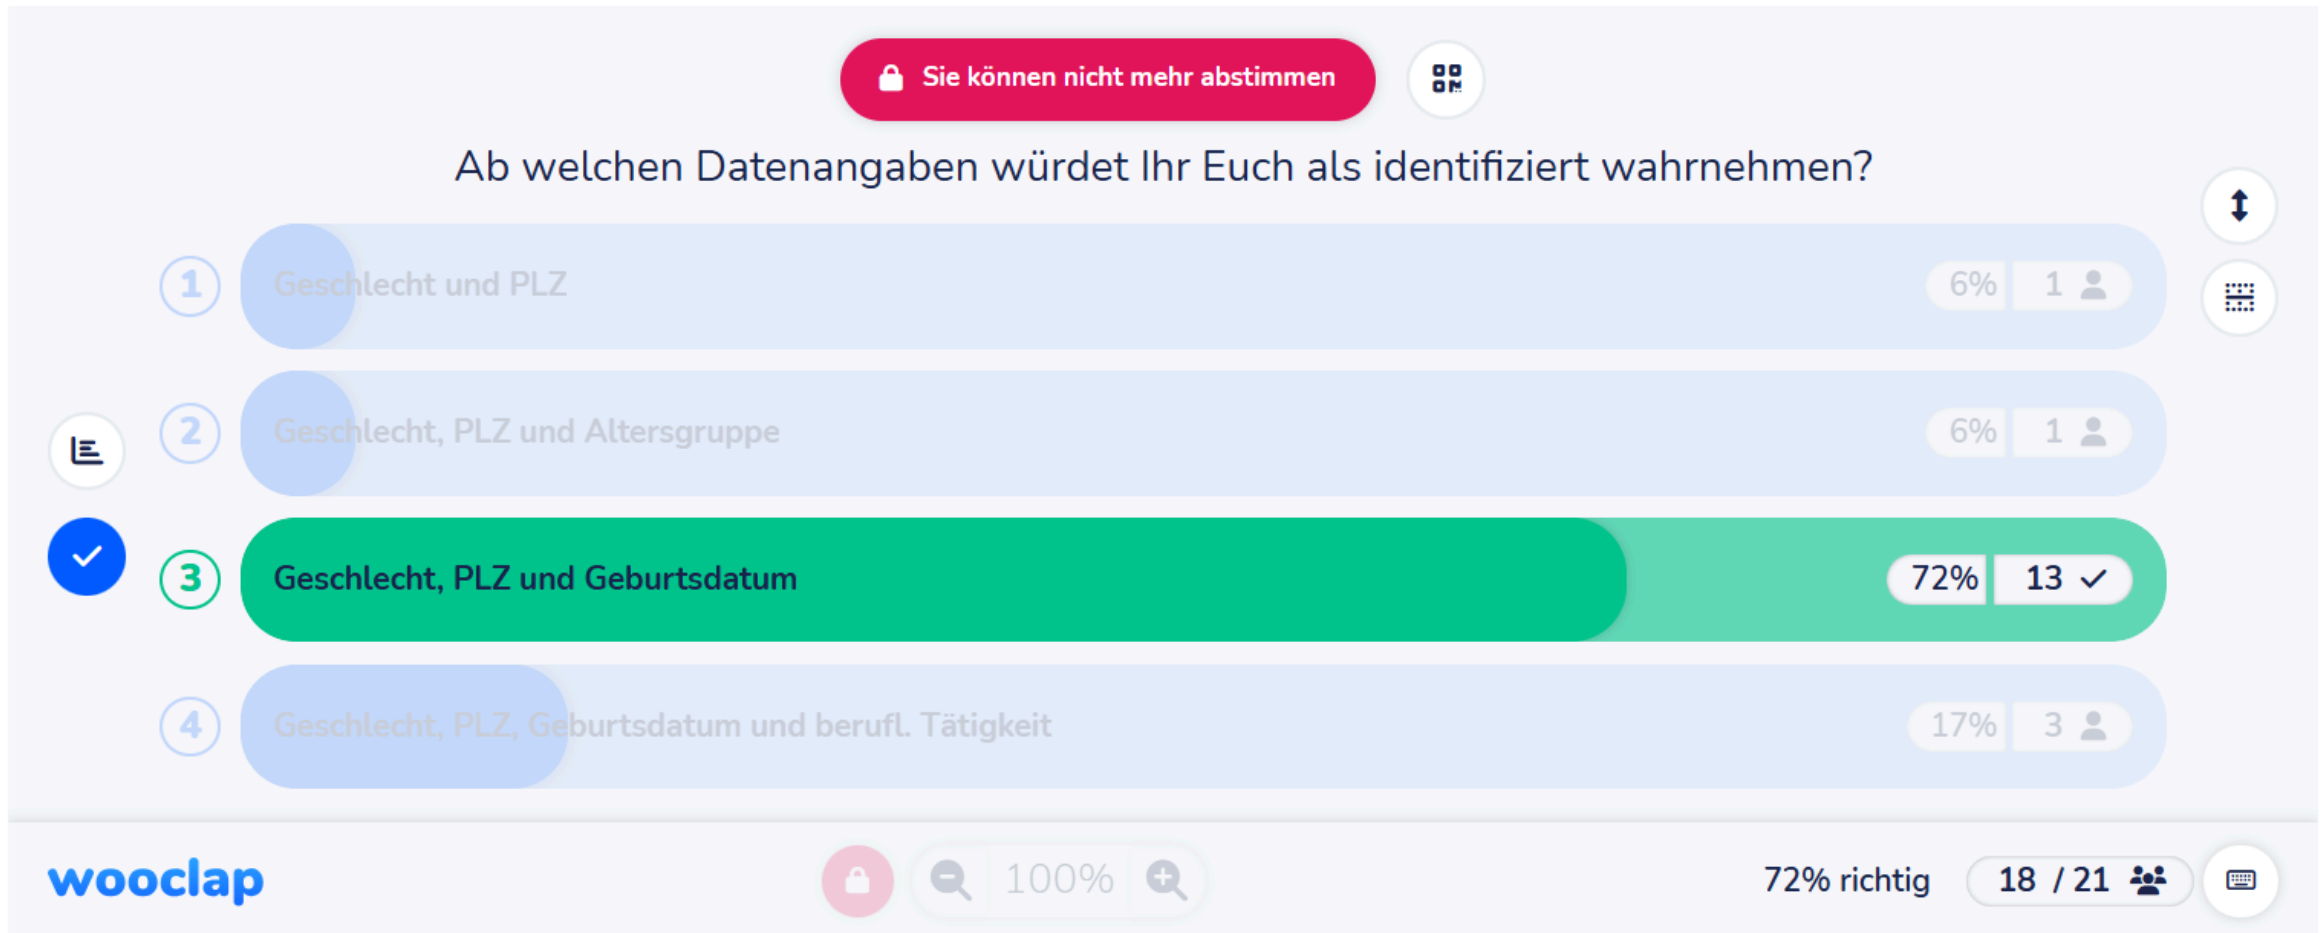 Sie können nicht mehr abstimmen
Ab welchen Datenangaben würdet Ihr Euch als identifiziert wahrnehmen?
1 Geschlecht und PLZ 6% 1
2 Geschlecht, PLZ und Altersgruppe 6% 1
3 Geschlecht, PLZ und Geburtsdatum 72% 13
4 Geschlecht, PLZ, Geburtsdatum und berufl. Tätigkeit 17% 3
wooclap 100% 72% richtig 18 / 21